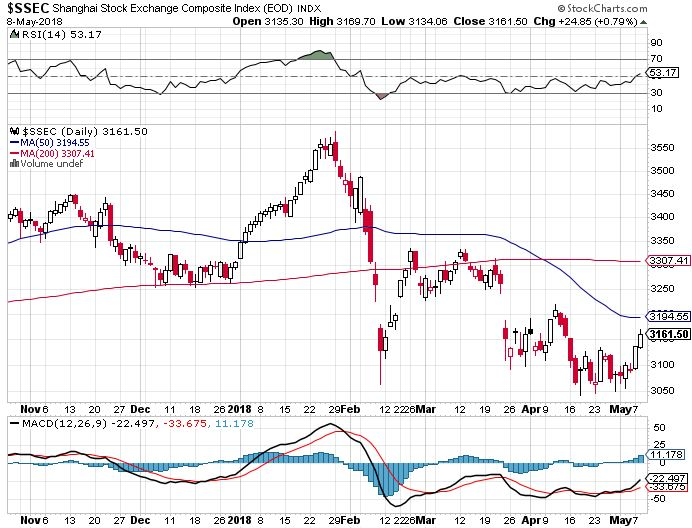 $SSEC Shanghai Stock Exchange Composite Index (EOD) INDX
© StockCharts.com
8-May-2018
Open 3135.30 High 3169.70 Low 3134.06 Close 3161.50 Chg +24.85 (+0.79%)
RSI(14) 53.17
90
70
53.17
30
10
$SSEC (Daily) 3161.50
MA(50) 3194.55
MA(200) 3307.41
Volume undef
3550
3500
3450
3400
3350
3307.41
3250
3194.55
3161.50
3150
3100
3050
Nov 6 13 20 27 Dec 11 18 25 2018 8 15 22 Feb 12 22 26 Mar 12 19 26 Apr 9 16 23 May 7
MACD(12,26,9) -22.497, -33.675, 11.178
50
25
11.178
-22.497
-33.675
-50
Nov 6 13 20 27 Dec 11 18 25 2018 8 15 22 Feb 12 22 26 Mar 12 19 26 Apr 9 16 23 May 7